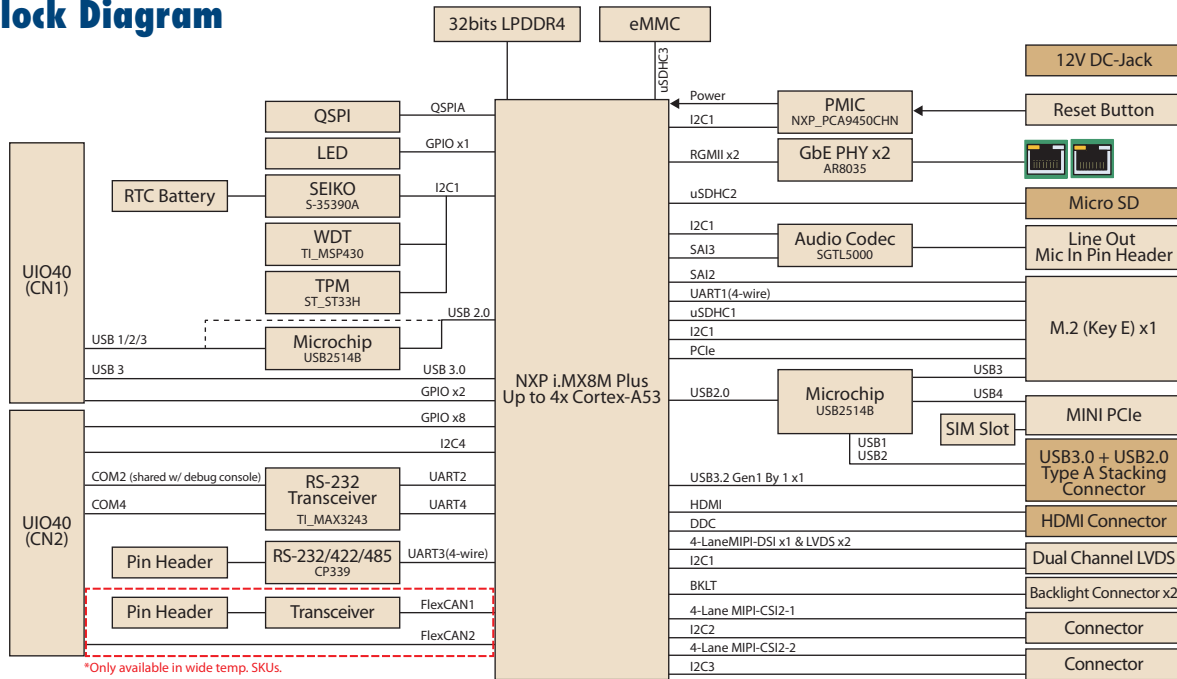 lock Diagram
32bits LPDDR4
eMMC
uSDHC3
12V DC-Jack
QSPI
QSPIA
Power
I2C1
PMIC
NXP_PCA9450CHN
Reset Button
LED
GPIO x1
RGMII x2
GbE PHY x2
AR8035
RTC Battery
SEIKO
S-35390A
I2C1
uSDHC2
Micro SD
WDT
TI_MSP430
I2C1
SAI3
Audio Codec
SGTL5000
Line Out
Mic In Pin Header
UIO40
(CN1)
TPM
ST_ST33H
SAI2
UART1(4-wire)
uSDHC1
I2C1
PCIe
M.2 (Key E) x1
USB 2.0
USB 1/2/3
Microchip
USB2514B
USB 3
USB 3.0
GPIO x2
NXP i.MX8M Plus
Up to 4x Cortex-A53
USB2.0
Microchip
USB2514B
USB3
USB4
MINI PCIe
SIM Slot
USB1
USB2
GPIO x8
I2C4
USB3.2 Gen1 By 1 x1
USB3.0 + USB2.0
Type A Stacking
Connector
UIO40
(CN2)
COM2 (shared w/ debug console)
COM4
RS-232
Transceiver
TI_MAX3243
UART2
UART4
HDMI
DDC
HDMI Connector
4-LaneMIPI-DSI x1 & LVDS x2
I2C1
Dual Channel LVDS
Pin Header
RS-232/422/485
CP339
UART3(4-wire)
BKLT
Backlight Connector x2
Pin Header
Transceiver
FlexCAN1
FlexCAN2
4-Lane MIPI-CSI2-1
I2C2
Connector
4-Lane MIPI-CSI2-2
I2C3
Connector
*Only available in wide temp. SKUs.